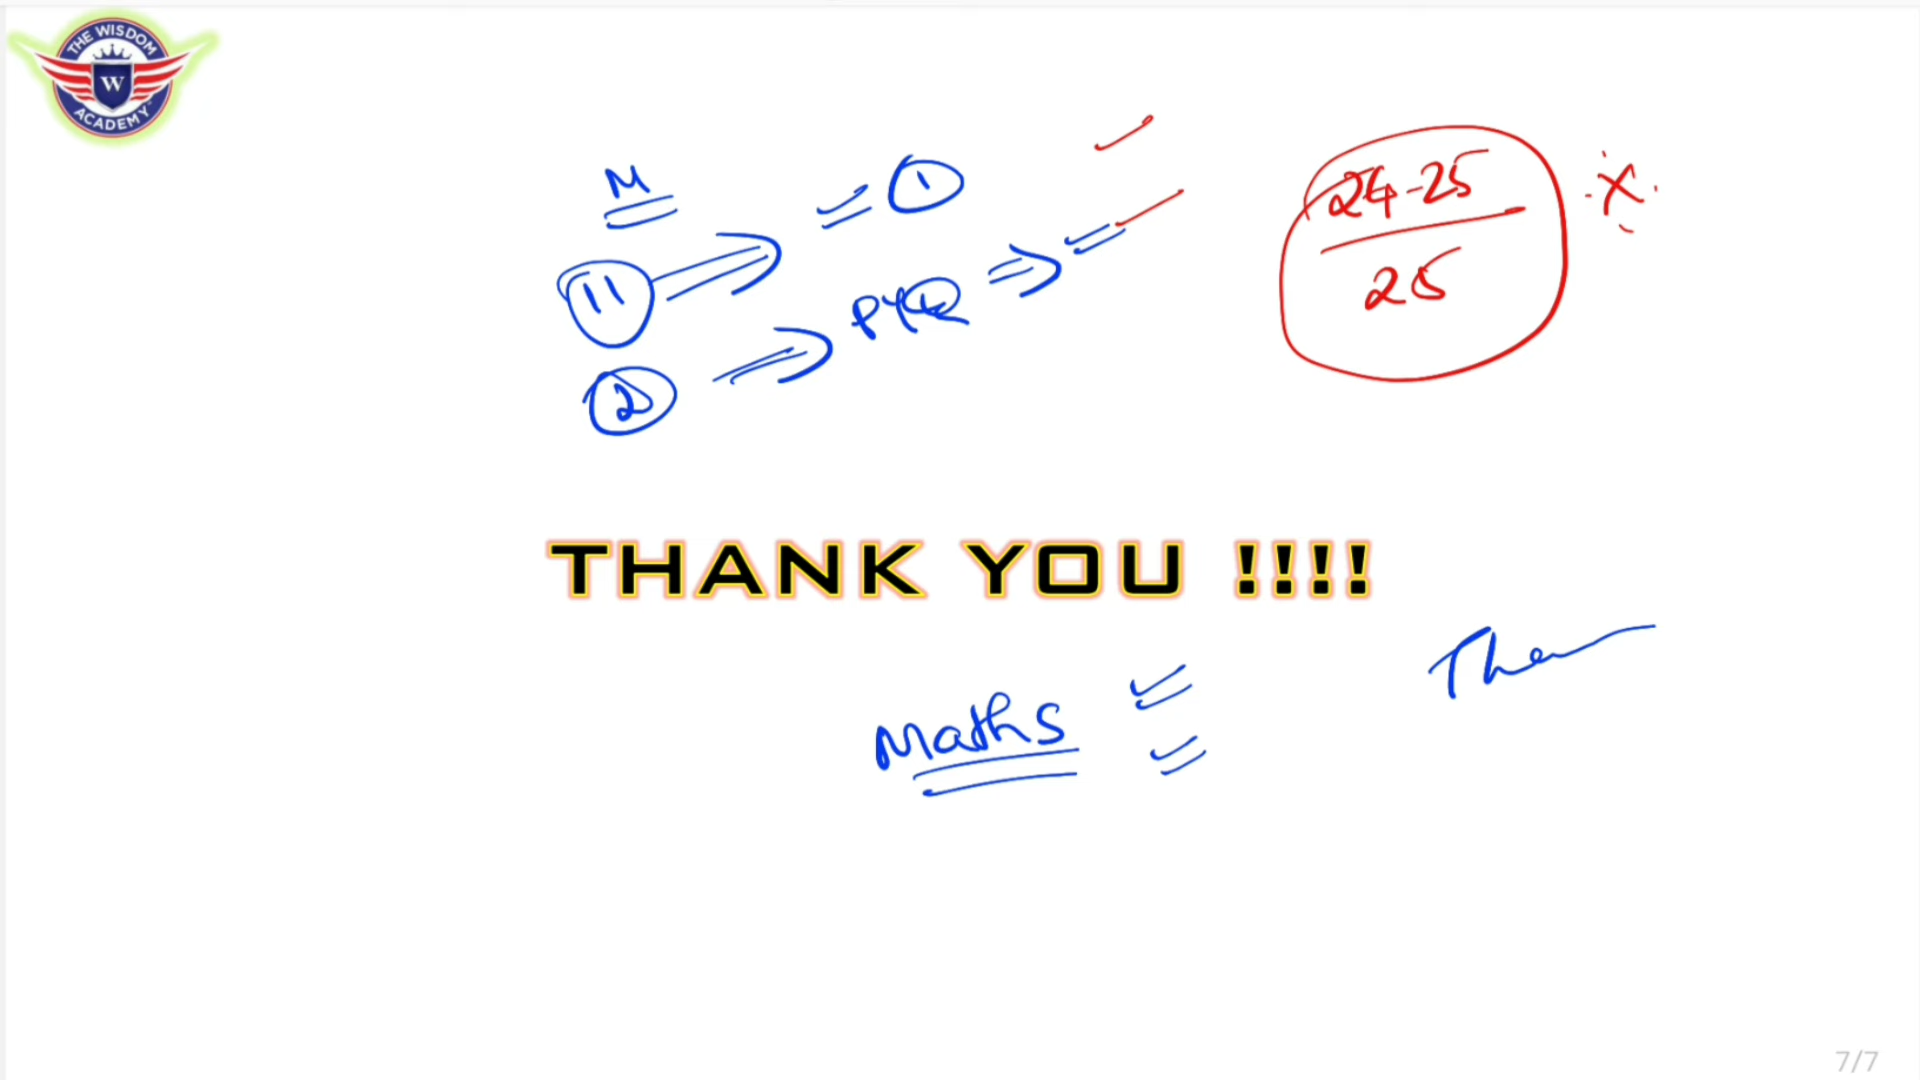 THE WISDOM
W
ACADEMY
M
1
24-25
25
11
PYQ
2
THANK YOU !!!!
Maths
7/7